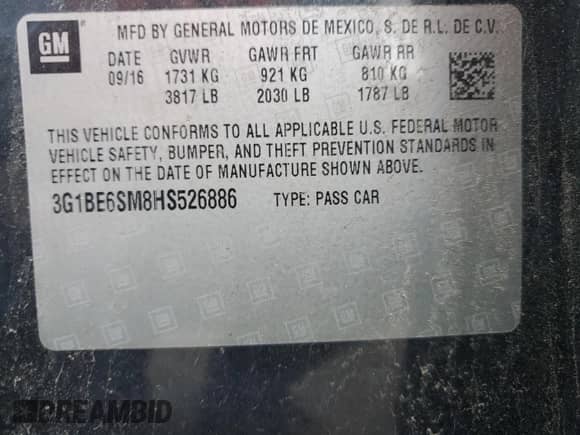 GM
MFD BY GENERAL MOTORS DE MEXICO, S. DE R.L. DE C.V.
DATE GVWR GAWR FRT GAWR RR
09/16 1731 KG 921 KG 810 KG
3817 LB 2030 LB 1787 LB
THIS VEHICLE CONFORMS TO ALL APPLICABLE U.S. FEDERAL MOTOR
VEHICLE SAFETY, BUMPER, AND THEFT PREVENTION STANDARDS IN
EFFECT ON THE DATE OF MANUFACTURE SHOWN ABOVE.
3G1BE6SM8HS526886 TYPE: PASS CAR
DREAMBID